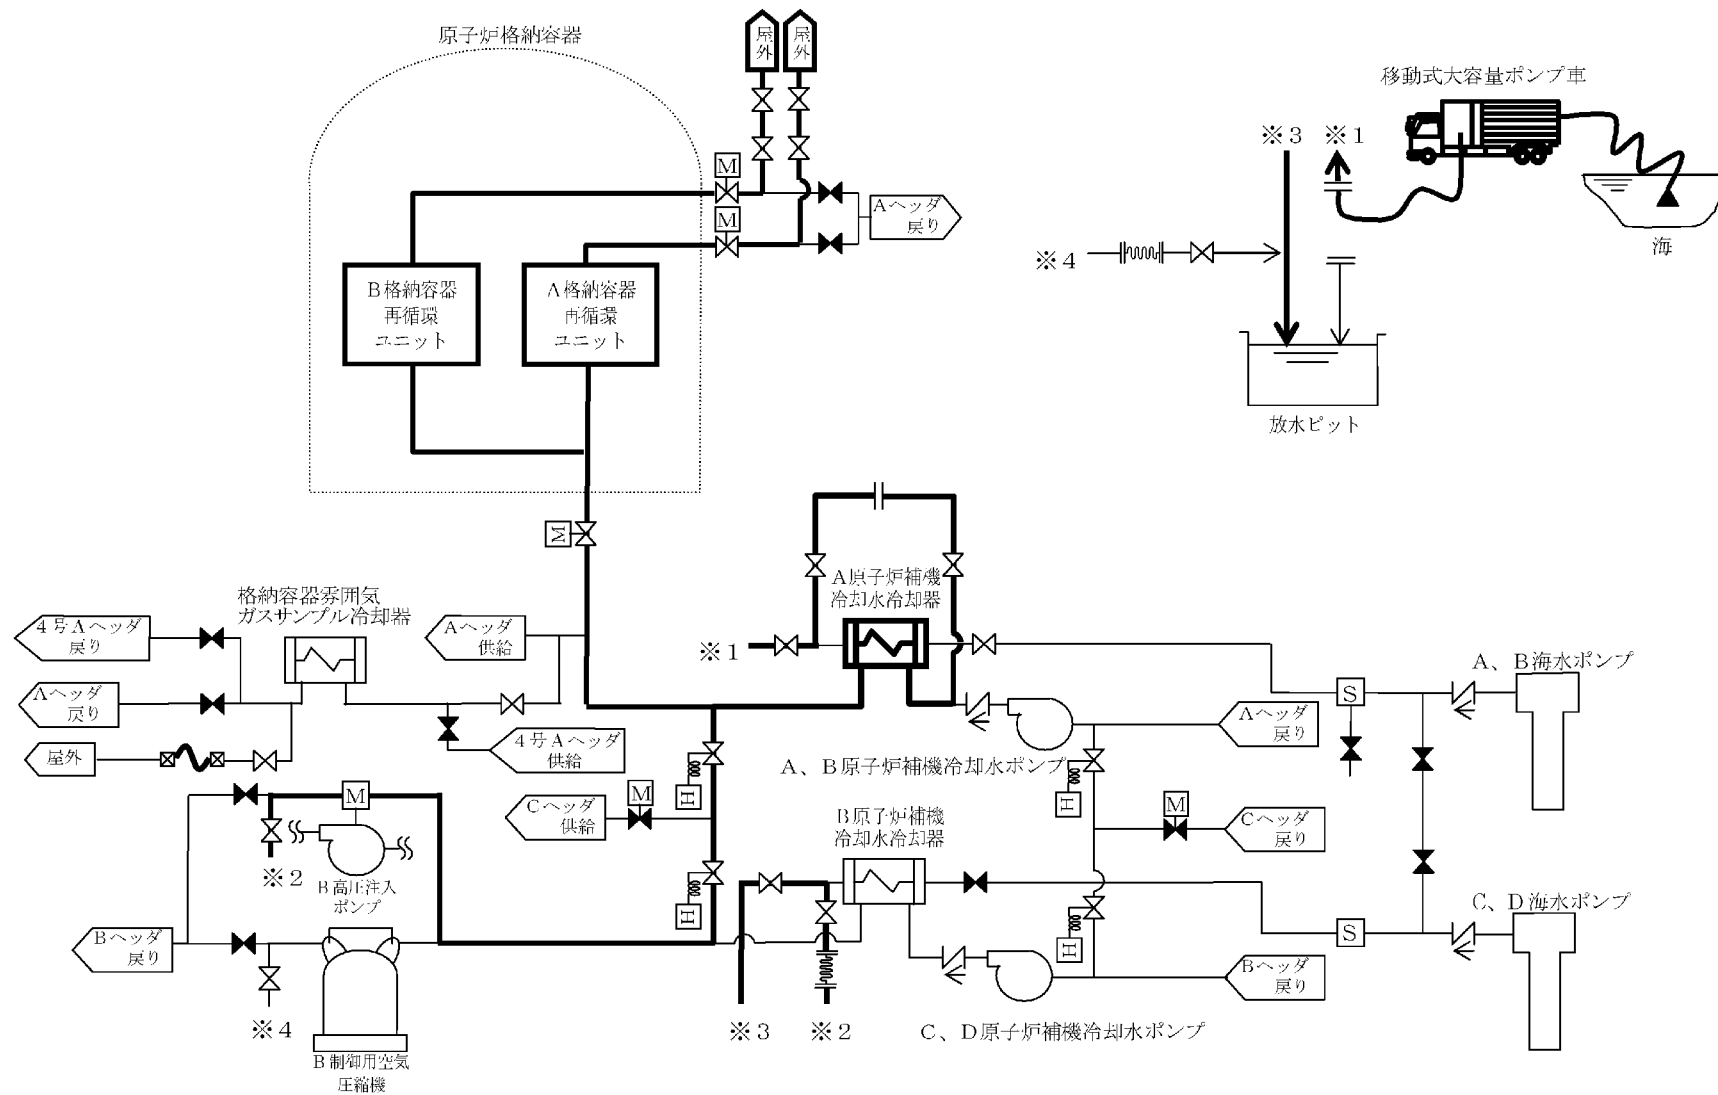 原子炉格納容器
屋外
屋外
移動式大容量ポンプ車
※3
※1
M
M
Aヘッダ
戻り
※4
海
B格納容器
再循環
ユニット
A格納容器
再循環
ユニット
放水ピット
M
格納容器雰囲気
ガスサンプル冷却器
A原子炉補機
冷却水冷却器
4号Aヘッダ
戻り
Aヘッダ
供給
※1
A、B海水ポンプ
Aヘッダ
戻り
S
4号Aヘッダ
供給
Aヘッダ
戻り
屋外
A、B原子炉補機冷却水ポンプ
H
H
M
M
M
Cヘッダ
供給
B原子炉補機
冷却水冷却器
Cヘッダ
戻り
※2
B高圧注入
ポンプ
H
H
C、D海水ポンプ
S
Bヘッダ
戻り
Bヘッダ
戻り
※4
※3
※2
C、D原子炉補機冷却水ポンプ
B制御用空気
圧縮機